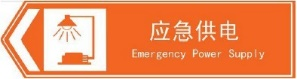 应急供电
Emergency Power Supply